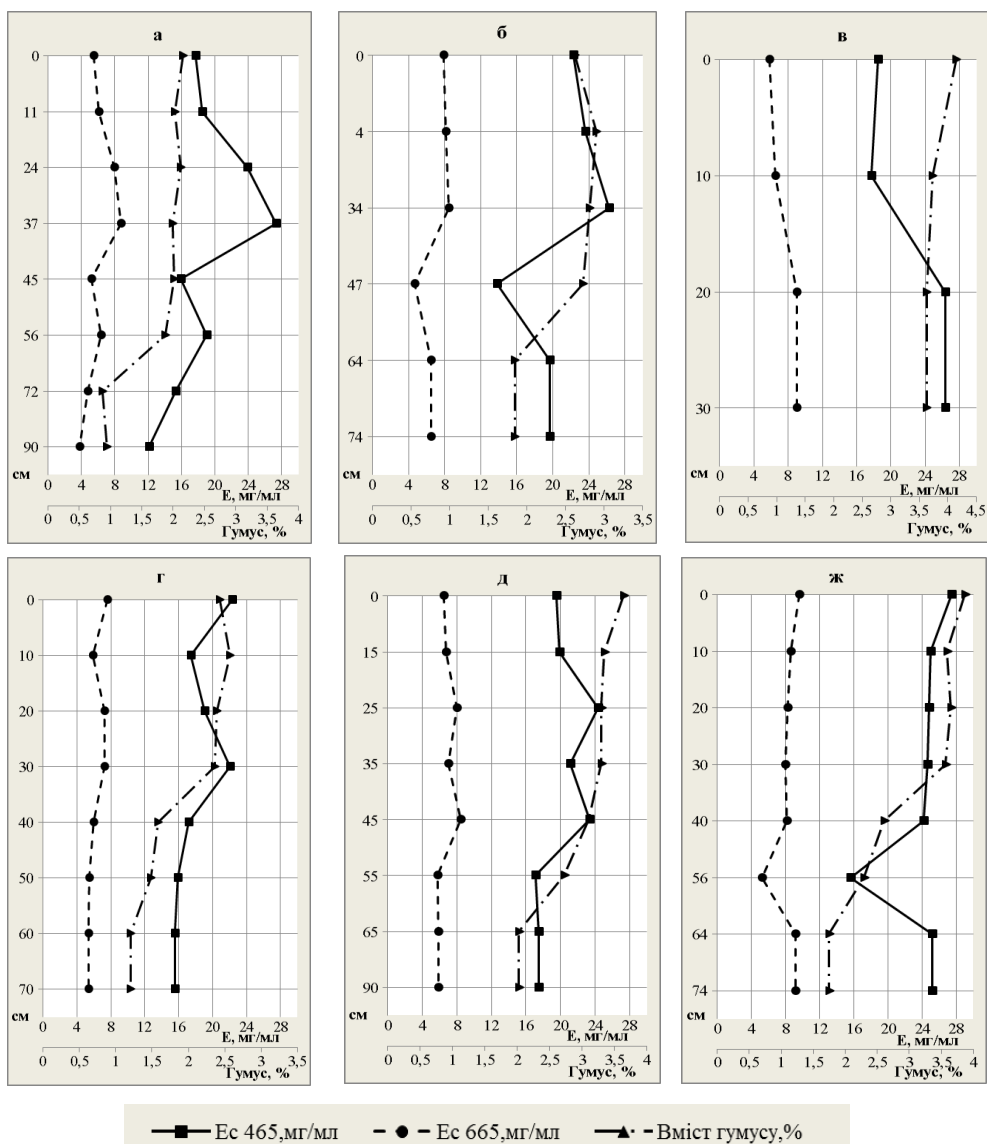 а
0
11
24
37
45
56
72
90
см
0 4 8 12 16 20 24 28
Е, мг/мл
0 0,5 1 1,5 2 2,5 3 3,5 4
Гумус, %
б
0
4
34
47
64
74
см
0 4 8 12 16 20 24 28
Е, мг/мл
0 0,5 1 1,5 2 2,5 3 3,5
Гумус, %
в
0
10
20
30
см
0 4 8 12 16 20 24 28
Е, мг/мл
0 0,5 1 1,5 2 2,5 3 3,5 4 4,5
Гумус, %
г
0
10
20
30
40
50
60
70
см
0 4 8 12 16 20 24 28
Е, мг/мл
0 0,5 1 1,5 2 2,5 3 3,5
Гумус, %
д
0
15
25
35
45
55
65
90
см
0 4 8 12 16 20 24 28
Е, мг/мл
0 0,5 1 1,5 2 2,5 3 3,5 4
Гумус, %
ж
0
10
20
30
40
56
64
74
см
0 4 8 12 16 20 24 28
Е, мг/мл
0 0,5 1 1,5 2 2,5 3 3,5 4
Гумус, %
Ес 465,мг/мл Ес 665,мг/мл Вміст гумусу,%